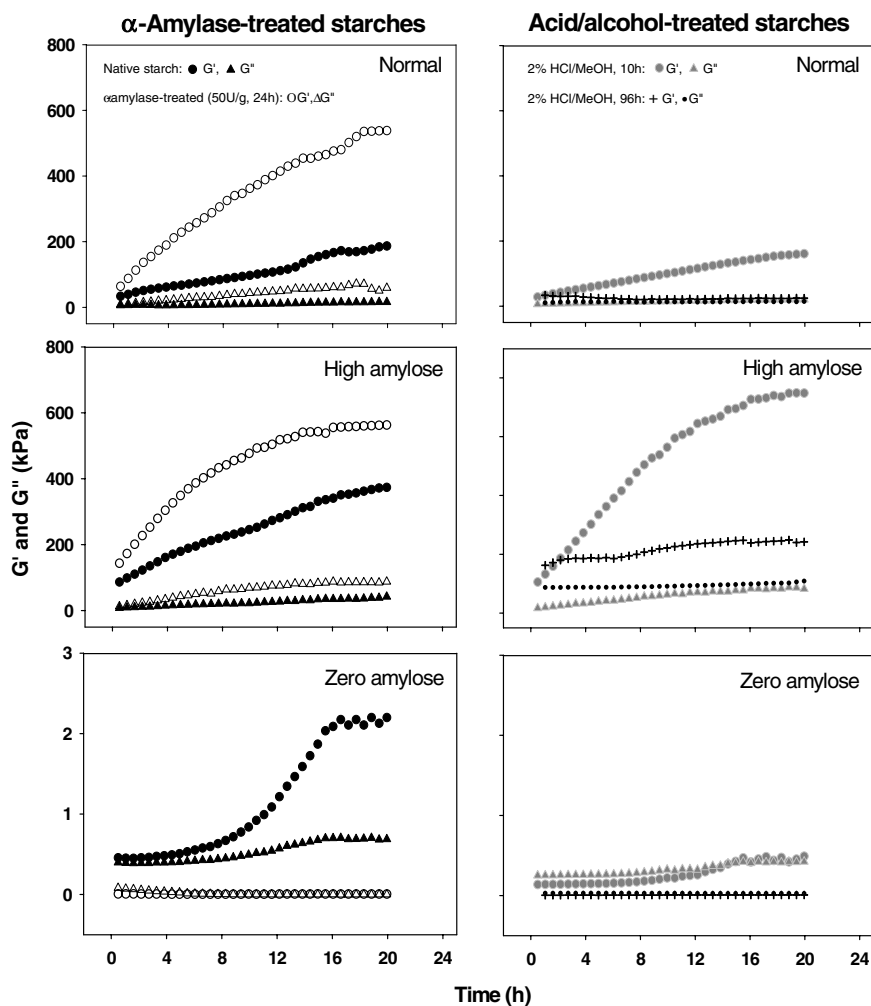 α-Amylase-treated starches
Acid/alcohol-treated starches
800
600
400
200
0
Normal
Native starch: ● G', ▲ G"
αamylase-treated (50U/g, 24h): OG',ΔG"
Normal
2% HCl/MeOH, 10h: ● G', ▲ G"
2% HCl/MeOH, 96h: + G', • G"
G' and G" (kPa)
800
600
400
200
0
High amylose
High amylose
3
2
1
0
Zero amylose
Zero amylose
0 4 8 12 16 20 24
0 4 8 12 16 20 24
Time (h)